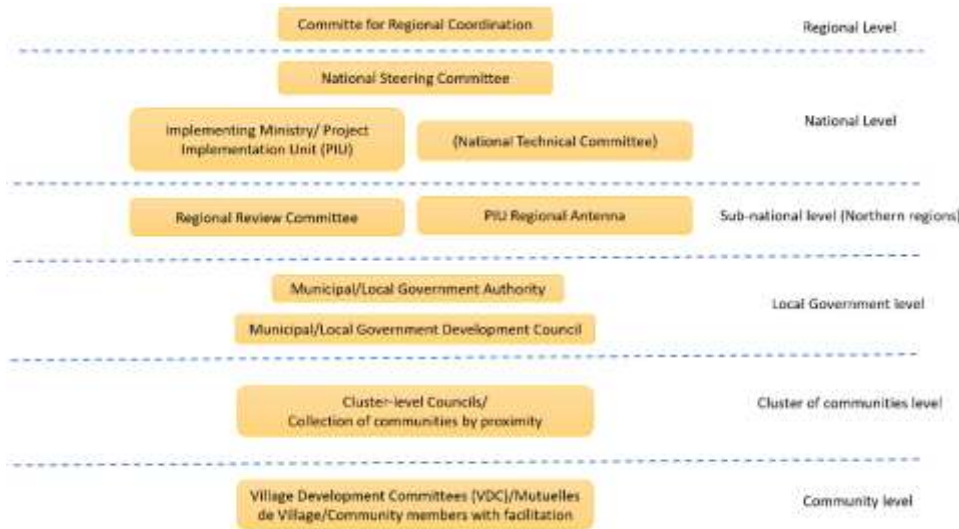 Committe for Regional Coordination
Regional Level
National Steering Committee
National Level
Implementing Ministry/ Project
Implementation Unit (PIU)
(National Technical Committee)
Regional Review Committee
PIU Regional Antenna
Sub-national level (Northern regions)
Municipal/Local Government Authority
Local Government level
Municipal/Local Government Development Council
Cluster-level Councils/
Collection of communities by proximity
Cluster of communities level
Village Development Committees (VDC)/Mutuelles
de Village/Community members with facilitation
Community level